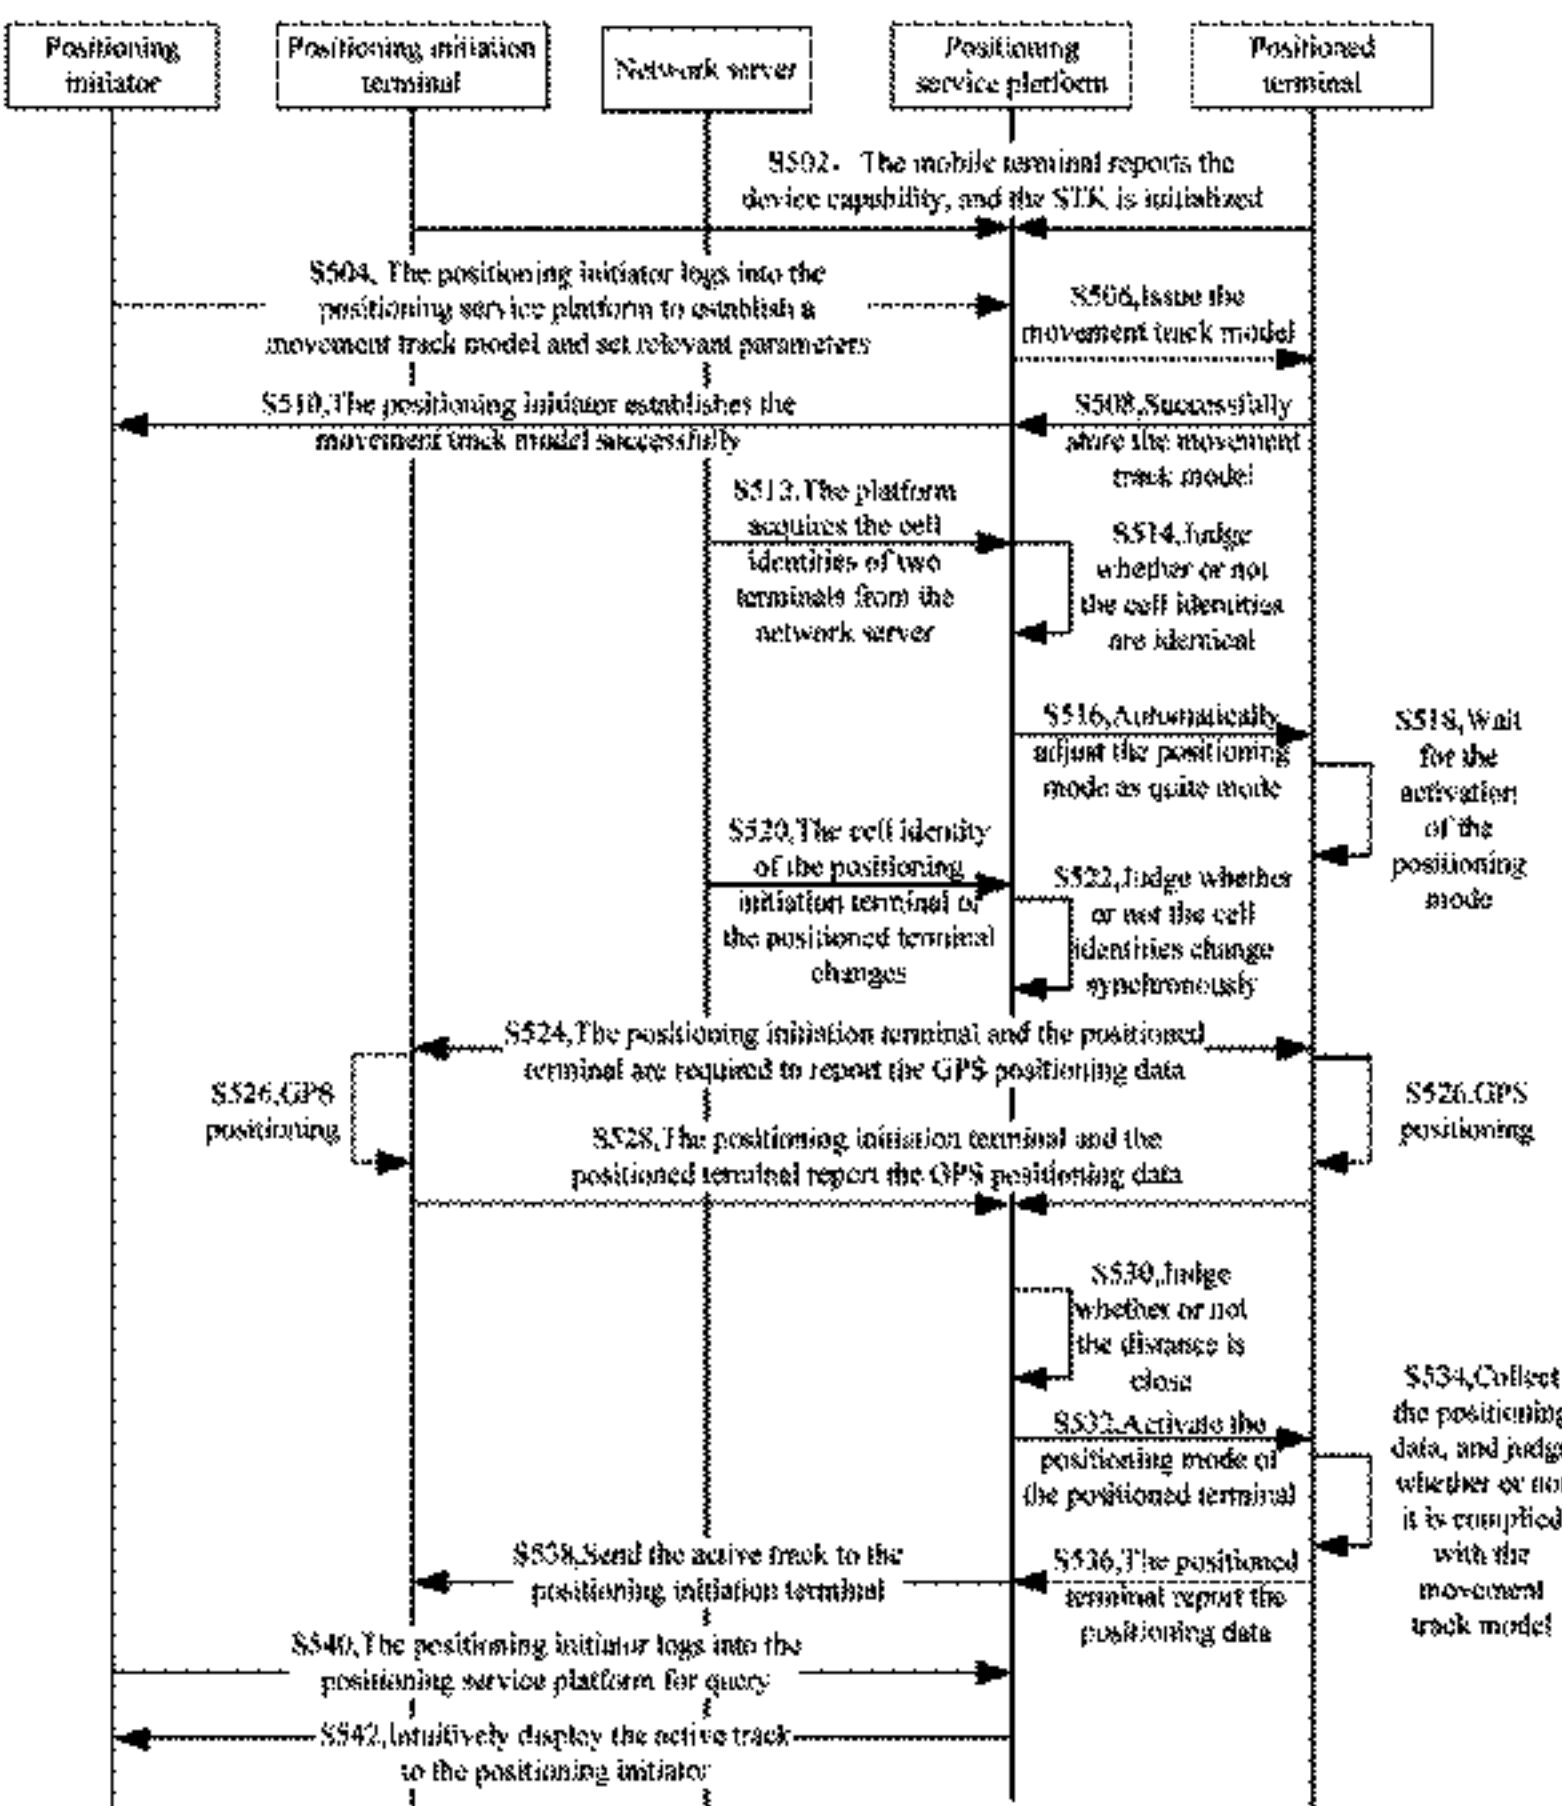 Positioning
initiator
Positioning initiation
terminal
Network server
Positioning
service platform
Positioned
terminal
S502. The mobile terminal reports the
device capability, and the STK is initialized
S504, The positioning initiator logs into the
positioning service platform to establish a
movement track model and set relevant parameters
S506,Issue the
movement track model
S510,The positioning initiator establishes the
movement track model successfully
S508,Successfully
store the movement
track model
S512,The platform
acquires the cell
identities of two
terminals from the
network server
S514,Judge
whether or not
the cell identities
are identical
S516,Automatically
adjust the positioning
mode as quite mode
S518,Wait
for the
activation
of the
positioning
mode
S520,The cell identity
of the positioning
initiation terminal or
the positioned terminal
changes
S522,Judge whether
or not the cell
identities change
synchronously
S524,The positioning initiation terminal and the positioned
terminal are required to report the GPS positioning data
S526,GPS
positioning
S526,GPS
positioning
S528,The positioning initiation terminal and the
positioned terminal report the GPS positioning data
S530,Judge
whether or not
the distance is
close
S532,Activate the
positioning mode of
the positioned terminal
S534,Collect
the positioning
data, and judge
whether or not
it is complied
with the
movement
track model
S538,Send the active track to the
positioning initiation terminal
S536,The positioned
terminal report the
positioning data
S540,The positioning initiator logs into the
positioning service platform for query
S542,Intuitively display the active track
to the positioning initiator